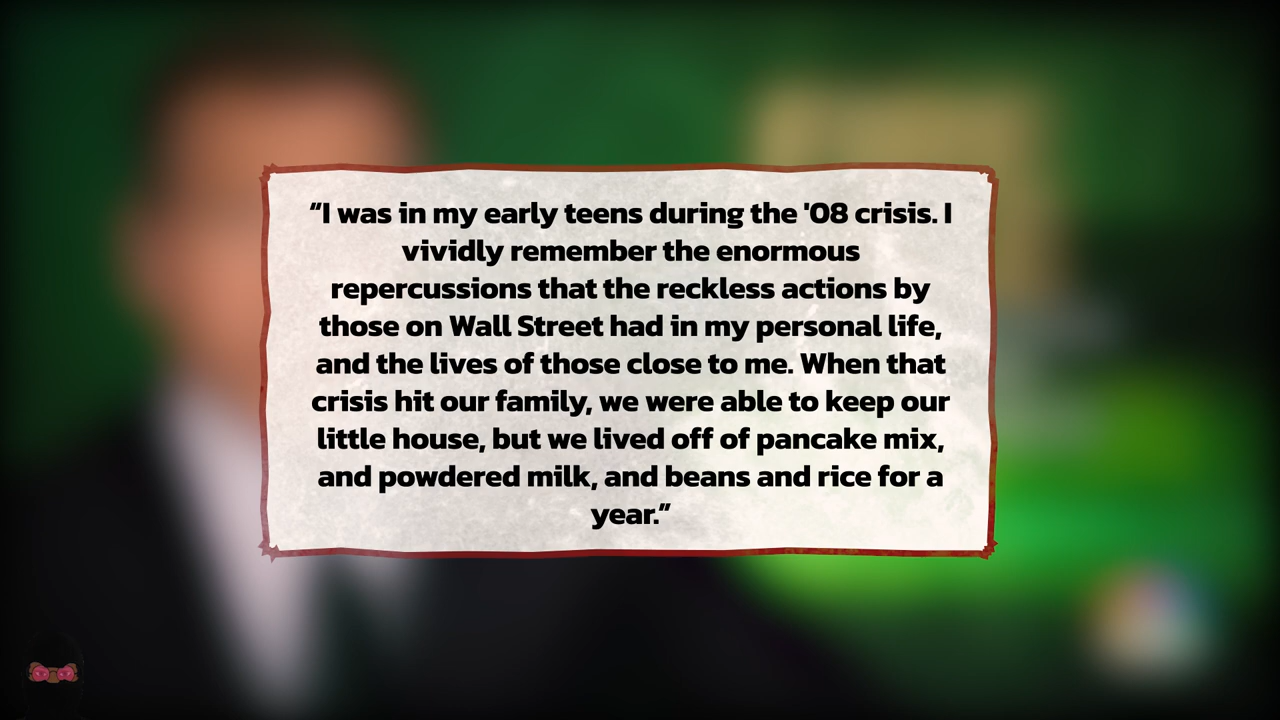 “I was in my early teens during the '08 crisis. I
vividly remember the enormous
repercussions that the reckless actions by
those on Wall Street had in my personal life,
and the lives of those close to me. When that
crisis hit our family, we were able to keep our
little house, but we lived off of pancake mix,
and powdered milk, and beans and rice for a
year.”